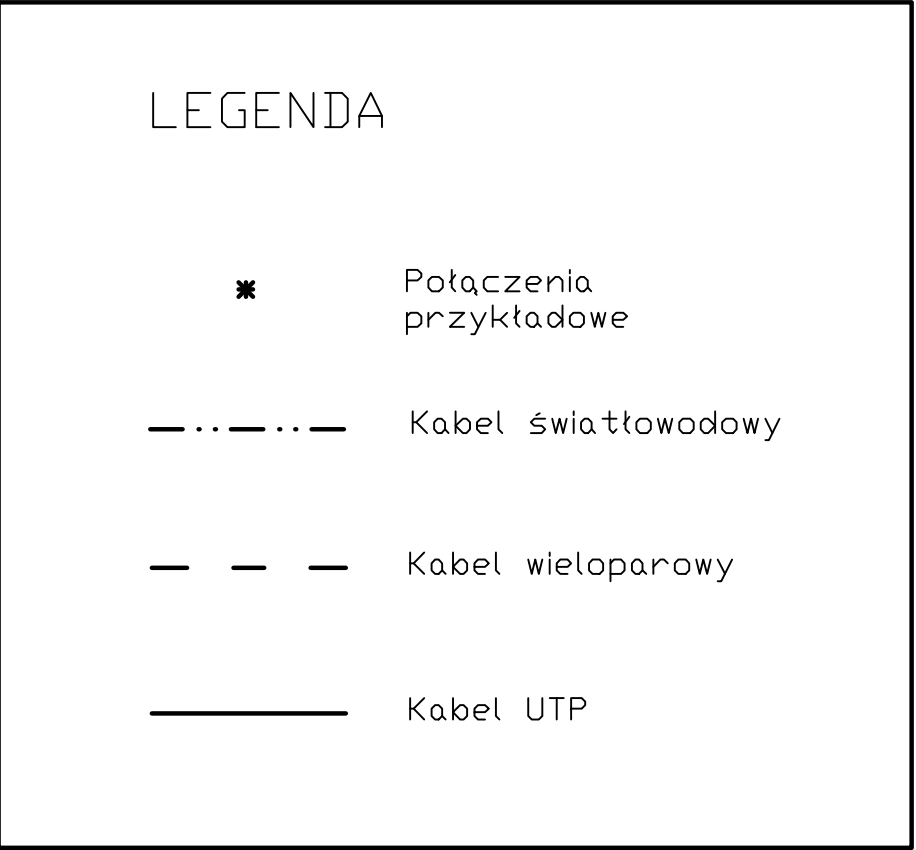 LEGENDA
Połączenia
przykładowe
Kabel światłowodowy
Kabel wieloparowy
Kabel UTP